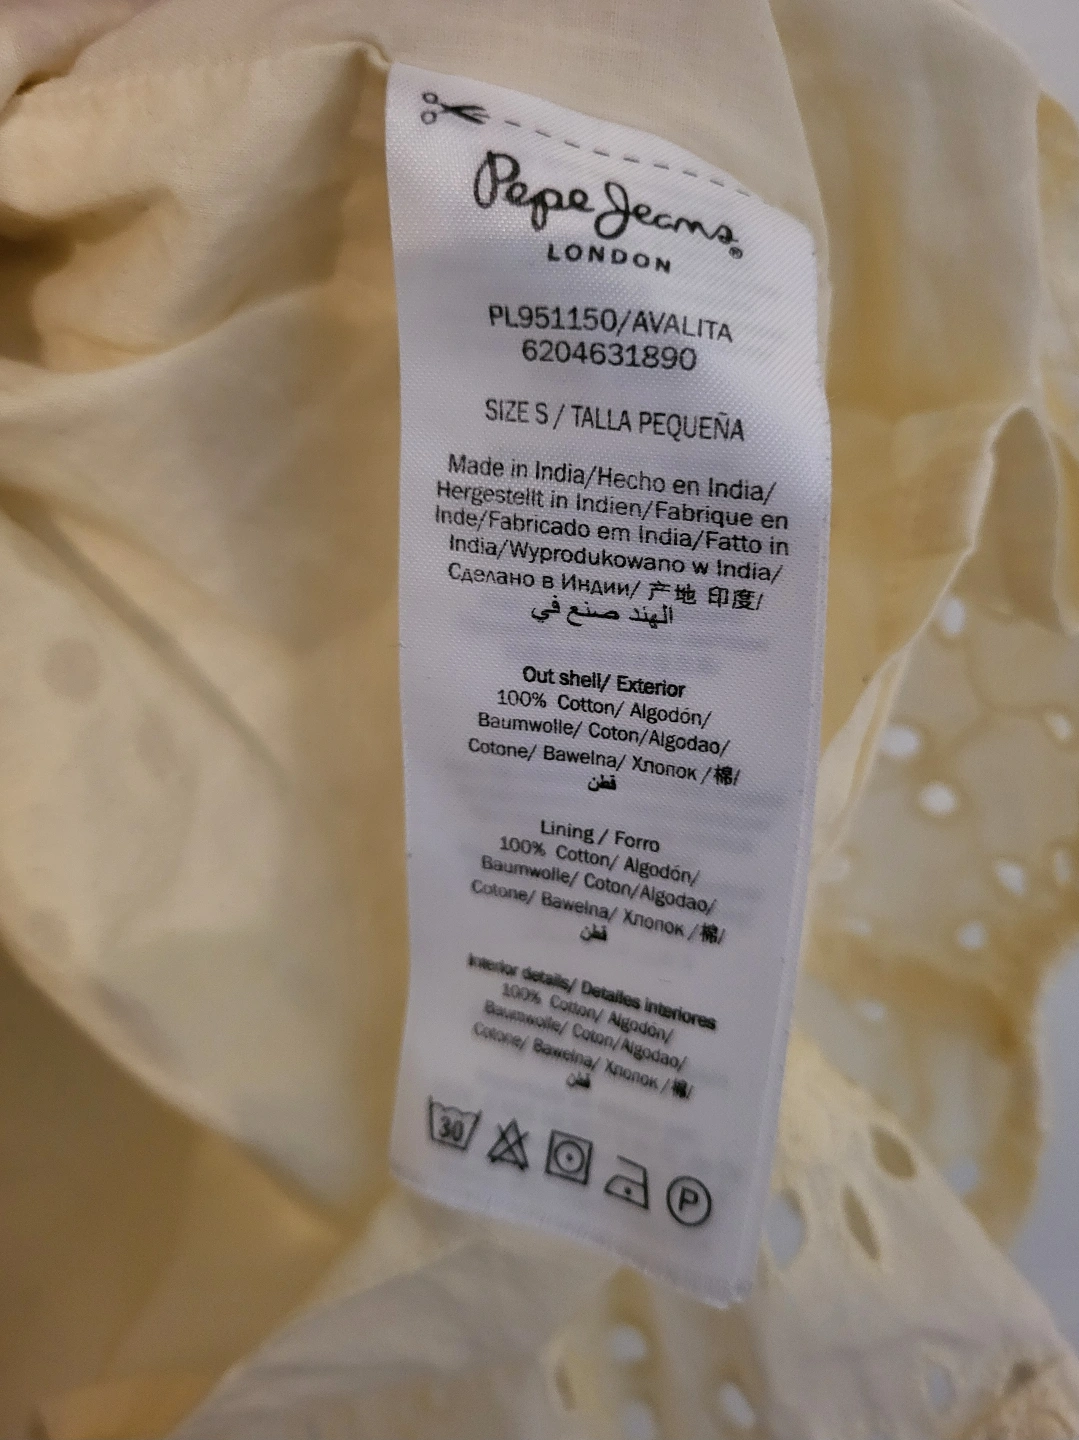 Pepe Jeans®
LONDON
PL951150/AVALITA
6204631890
SIZE S / TALLA PEQUEÑA
Made in India/Hecho en India/
Hergestellt in Indien/Fabrique en
Inde/Fabricado em India/Fatto in
India/Wyprodukowano w India/
Сделано в Индии/ 产地 印度/
الهند صنع في
Out shell/ Exterior
100% Cotton/ Algodón/
Baumwolle/ Coton/Algodao/
Cotone/ Bawelna/ Хлопок /棉/
قطن
Lining / Forro
100% Cotton/ Algodón/
Baumwolle/ Coton/Algodao/
Cotone/ Bawelna/ Хлопок /棉/
قطن
Interior details/ Detalles interiores
100% Cotton/ Algodón/
Baumwolle/ Coton/Algodao/
Cotone/ Bawelna/ Хлопок /棉/
قطن
30 P